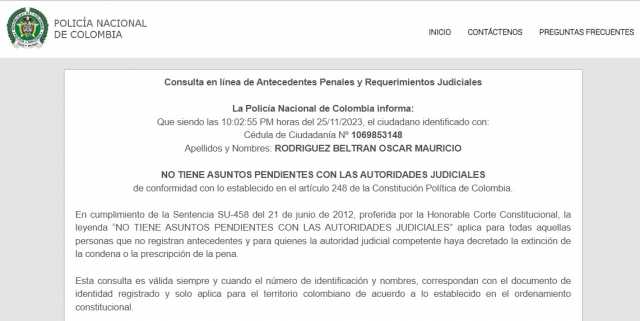 POLICÍA NACIONAL
DE COLOMBIA
INICIO CONTÁCTENOS PREGUNTAS FRECUENTES
Consulta en línea de Antecedentes Penales y Requerimientos Judiciales
La Policía Nacional de Colombia informa:
Que siendo las 10:02:55 PM horas del 25/11/2023, el ciudadano identificado con:
Cédula de Ciudadanía Nº 1069853148
Apellidos y Nombres: RODRIGUEZ BELTRAN OSCAR MAURICIO
NO TIENE ASUNTOS PENDIENTES CON LAS AUTORIDADES JUDICIALES
de conformidad con lo establecido en el artículo 248 de la Constitución Política de Colombia.
En cumplimiento de la Sentencia SU-458 del 21 de junio de 2012, proferida por la Honorable Corte Constitucional, la
leyenda "NO TIENE ASUNTOS PENDIENTES CON LAS AUTORIDADES JUDICIALES" aplica para todas aquellas
personas que no registran antecedentes y para quienes la autoridad judicial competente haya decretado la extinción de
la condena o la prescripción de la pena.
Esta consulta es válida siempre y cuando el número de identificación y nombres, correspondan con el documento de
identidad registrado y solo aplica para el territorio colombiano de acuerdo a lo establecido en el ordenamiento
constitucional.